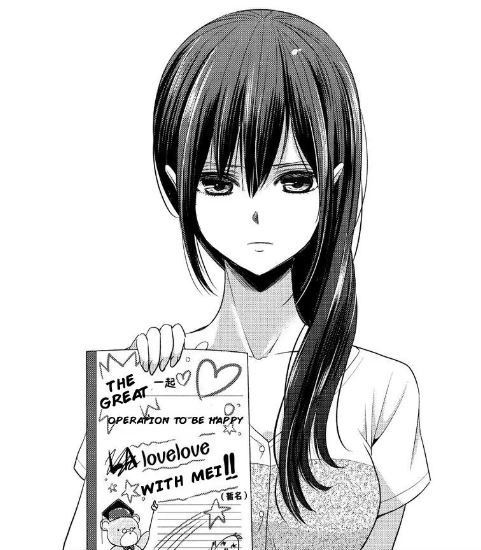 THE
GREAT 一起
OPERATION TO BE HAPPY
lovelove
WITH MEI!!
(署名)